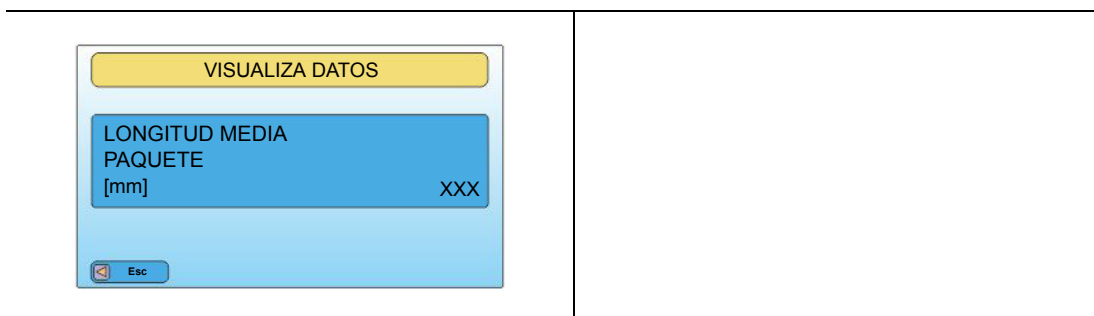 VISUALIZA DATOS
LONGITUD MEDIA
PAQUETE
[mm] XXX
Esc